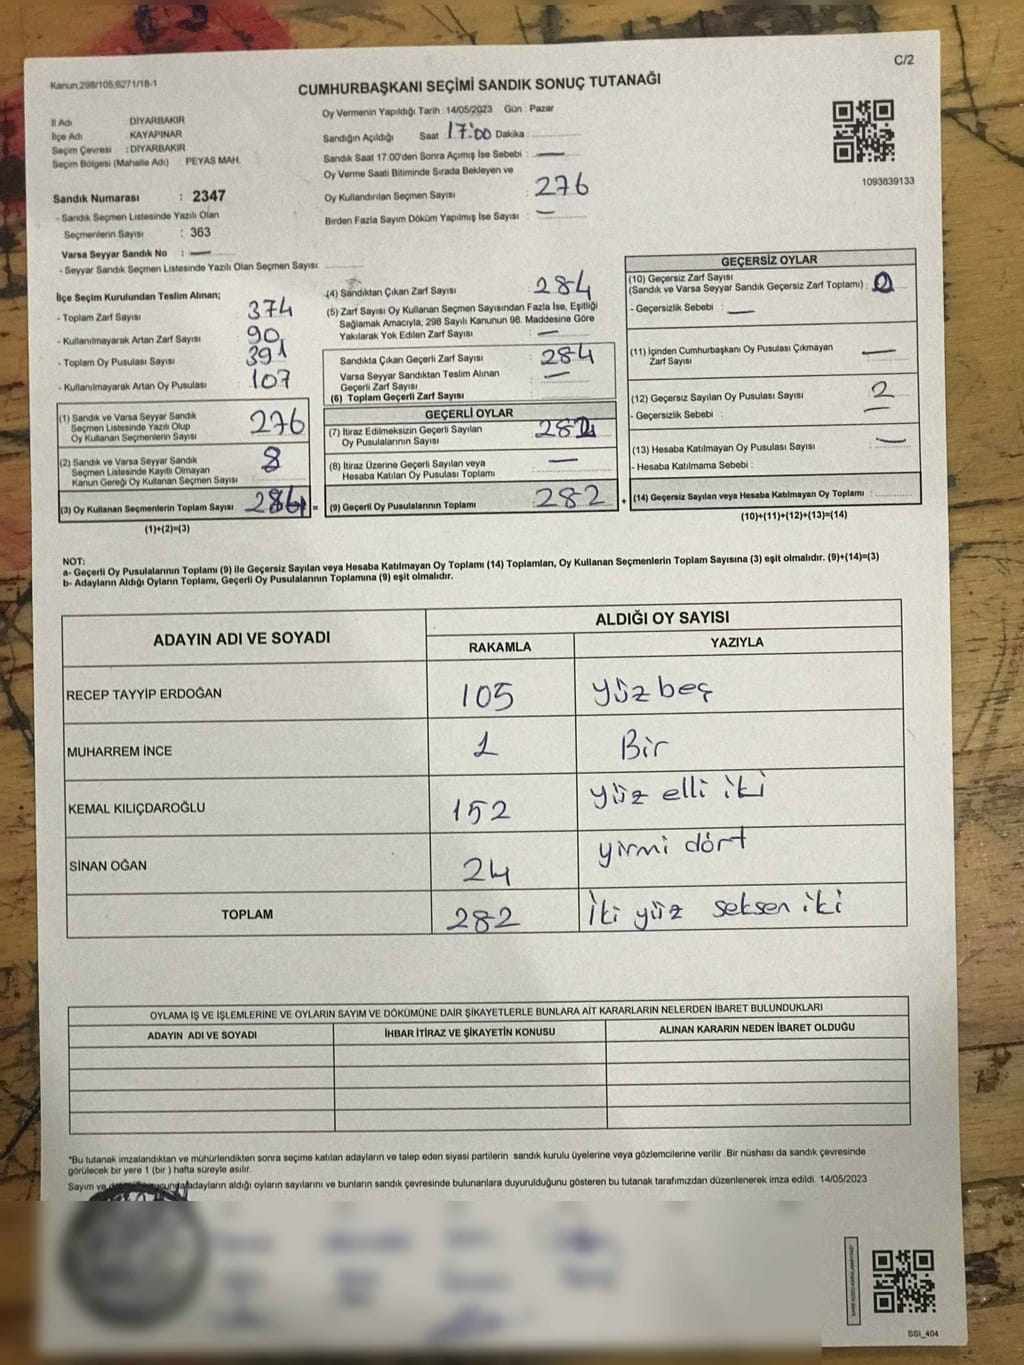 Kanun:298/105;6271/18-1
C/2
CUMHURBAŞKANI SEÇİMİ SANDIK SONUÇ TUTANAĞI
İl Adı DİYARBAKIR
İlçe Adı KAYAPINAR
Seçim Çevresi : DİYARBAKIR
Seçim Bölgesi (Mahalle Adı) PEYAS MAH.
Sandık Numarası : 2347
- Sandık Seçmen Listesinde Yazılı Olan
Seçmenlerin Sayısı : 363
Varsa Seyyar Sandık No : —
- Seyyar Sandık Seçmen Listesinde Yazılı Olan Seçmen Sayısı:
Oy Vermenin Yapıldığı Tarih : 14/05/2023 Gün : Pazar
Sandığın Açıldığı Saat 17:00 Dakika :
Sandık Saat 17:00'den Sonra Açımış İse Sebebi : —
Oy Verme Saati Bitiminde Sırada Bekleyen ve
Oy Kullandırılan Seçmen Sayısı : 276
Birden Fazla Sayım Döküm Yapılmış İse Sayısı : —
1093839133
İlçe Seçim Kurulundan Teslim Alınan;
- Toplam Zarf Sayısı : 374
- Kullanılmayarak Artan Zarf Sayısı : 90
- Toplam Oy Pusulası Sayısı : 391
- Kullanılmayarak Artan Oy Pusulası : 107
(1) Sandık ve Varsa Seyyar Sandık
Seçmen Listesinde Yazılı Olup
Oy Kullanan Seçmenlerin Sayısı 276
(2) Sandık ve Varsa Seyyar Sandık
Seçmen Listesinde Kayıtlı Olmayan
Kanun Gereği Oy Kullanan Seçmen Sayısı 8
(3) Oy Kullanan Seçmenlerin Toplam Sayısı 284 =
(1)+(2)=(3)
(4) Sandıktan Çıkan Zarf Sayısı : 284
(5) Zarf Sayısı Oy Kullanan Seçmen Sayısından Fazla İse, Eşitliği
Sağlamak Amacıyla; 298 Sayılı Kanunun 98. Maddesine Göre
Yakılarak Yok Edilen Zarf Sayısı : —
Sandıkta Çıkan Geçerli Zarf Sayısı : 284
Varsa Seyyar Sandıktan Teslim Alınan
Geçerli Zarf Sayısı : —
(6) Toplam Geçerli Zarf Sayısı :
GEÇERLİ OYLAR
(7) İtiraz Edilmeksizin Geçerli Sayılan
Oy Pusulalarının Sayısı : 282
(8) İtiraz Üzerine Geçerli Sayılan veya
Hesaba Katılan Oy Pusulası Toplamı : —
(9) Geçerli Oy Pusulalarının Toplamı : 282 +
GEÇERSİZ OYLAR
(10) Geçersiz Zarf Sayısı
(Sandık ve Varsa Seyyar Sandık Geçersiz Zarf Toplamı) : 0
- Geçersizlik Sebebi : —
(11) İçinden Cumhurbaşkanı Oy Pusulası Çıkmayan
Zarf Sayısı —
(12) Geçersiz Sayılan Oy Pusulası Sayısı : 2
- Geçersizlik Sebebi : —
(13) Hesaba Katılmayan Oy Pusulası Sayısı : —
- Hesaba Katılmama Sebebi :
(14) Geçersiz Sayılan veya Hesaba Katılmayan Oy Toplamı :
(10)+(11)+(12)+(13)=(14)
NOT:
a- Geçerli Oy Pusulalarının Toplamı (9) ile Geçersiz Sayılan veya Hesaba Katılmayan Oy Toplamı (14) Toplamları, Oy Kullanan Seçmenlerin Toplam Sayısına (3) eşit olmalıdır. (9)+(14)=(3)
b- Adayların Aldığı Oyların Toplamı, Geçerli Oy Pusulalarının Toplamına (9) eşit olmalıdır.
ADAYIN ADI VE SOYADI ALDIĞI OY SAYISI
RAKAMLA YAZIYLA
RECEP TAYYİP ERDOĞAN 105 yüz beş
MUHARREM İNCE 1 Bir
KEMAL KILIÇDAROĞLU 152 yüz elli iki
SİNAN OĞAN 24 yirmi dört
TOPLAM 282 iki yüz seksen iki
OYLAMA İŞ VE İŞLEMLERİNE VE OYLARIN SAYIM VE DÖKÜMÜNE DAİR ŞİKAYETLERLE BUNLARA AİT KARARLARIN NELERDEN İBARET BULUNDUKLARI
ADAYIN ADI VE SOYADI İHBAR İTİRAZ VE ŞİKAYETİN KONUSU ALINAN KARARIN NEDEN İBARET OLDUĞU
*Bu tutanak imzalandıktan ve mühürlendikten sonra seçime katılan adayların ve talep eden siyasi partilerin sandık kurulu üyelerine veya gözlemcilerine verilir. Bir nüshası da sandık çevresinde
görülecek bir yere 1 (bir ) hafta süreyle asılır.
Sayım ve adayların aldığı oyların sayılarını ve bunların sandık çevresinde bulunanlara duyurulduğunu gösteren bu tutanak tarafımızdan düzenlenerek imza edildi. 14/05/2023
SSI_404